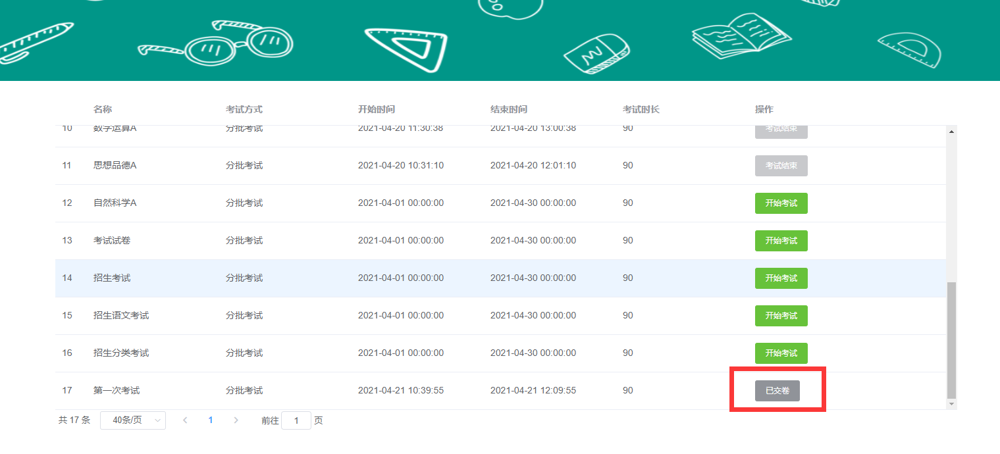 名称 考试方式 开始时间 结束时间 考试时长 操作
10 数学运算A 分批考试 2021-04-20 11:30:38 2021-04-20 13:00:38 90 考试结束
11 思想品德A 分批考试 2021-04-20 10:31:10 2021-04-20 12:01:10 90 考试结束
12 自然科学A 分批考试 2021-04-01 00:00:00 2021-04-30 00:00:00 90 开始考试
13 考试试卷 分批考试 2021-04-01 00:00:00 2021-04-30 00:00:00 90 开始考试
14 招生考试 分批考试 2021-04-01 00:00:00 2021-04-30 00:00:00 90 开始考试
15 招生语文考试 分批考试 2021-04-01 00:00:00 2021-04-30 00:00:00 90 开始考试
16 招生分类考试 分批考试 2021-04-01 00:00:00 2021-04-30 00:00:00 90 开始考试
17 第一次考试 分批考试 2021-04-21 10:39:55 2021-04-21 12:09:55 90 已交卷
共 17 条 40条/页 1 前往 1 页